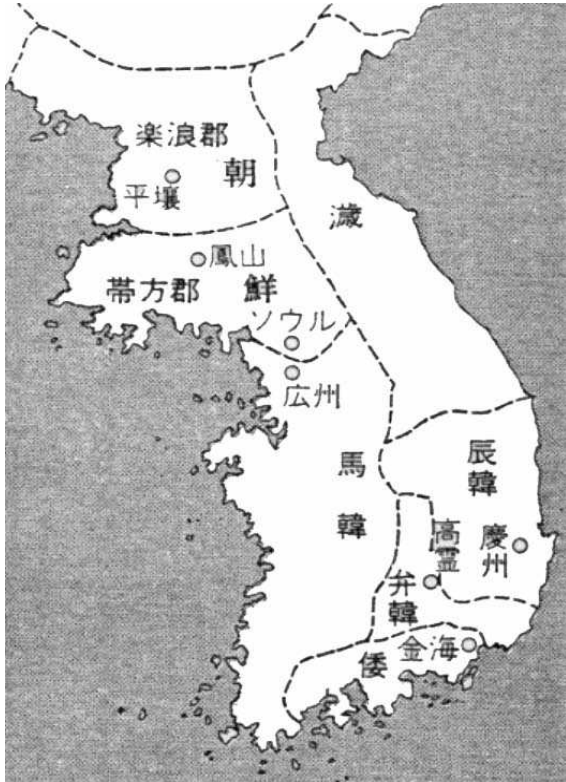 楽浪郡
朝
平壌
濊
鳳山
帯方郡
鮮
ソウル
広州
馬韓
辰韓
高霊
慶州
弁韓
金海
倭